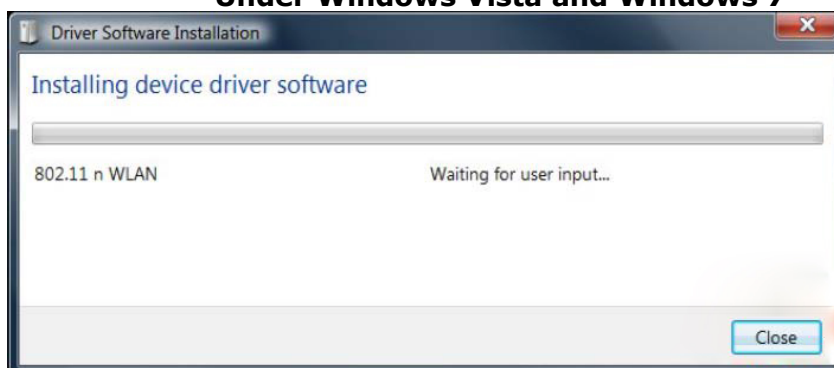 Under Windows Vista and Windows 7
Driver Software Installation
Installing device driver software
802.11 n WLAN Waiting for user input...
Close